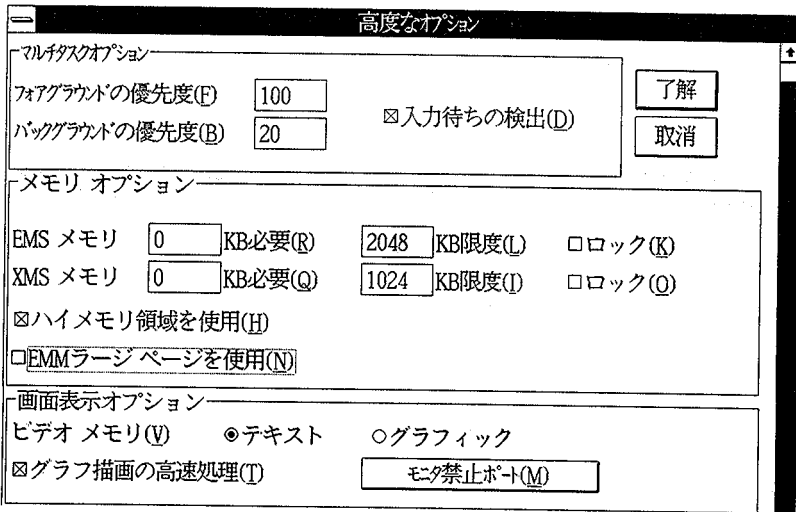 高度なオプション
マルチタスクオプション
フォアグラウンドの優先度(F) 100
バックグラウンドの優先度(B) 20
入力待ちの検出(D)
了解
取消
メモリ オプション
EMS メモリ 0 KB必要(R) 2048 KB限度(L) ロック(K)
XMS メモリ 0 KB必要(Q) 1024 KB限度(I) ロック(O)
ハイメモリ領域を使用(H)
EMMラージ ページを使用(N)
画面表示オプション
ビデオ メモリ(V) テキスト グラフィック
グラフ描画の高速処理(T) モニタ禁止ポート(M)